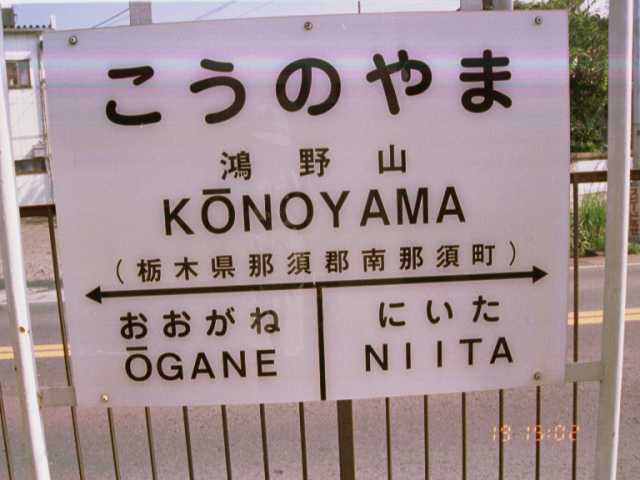 こうのやま
鴻野山
KŌNOYAMA
(栃木県那須郡南那須町)
おおがね
ŌGANE
にいた
NIITA
19:15:02